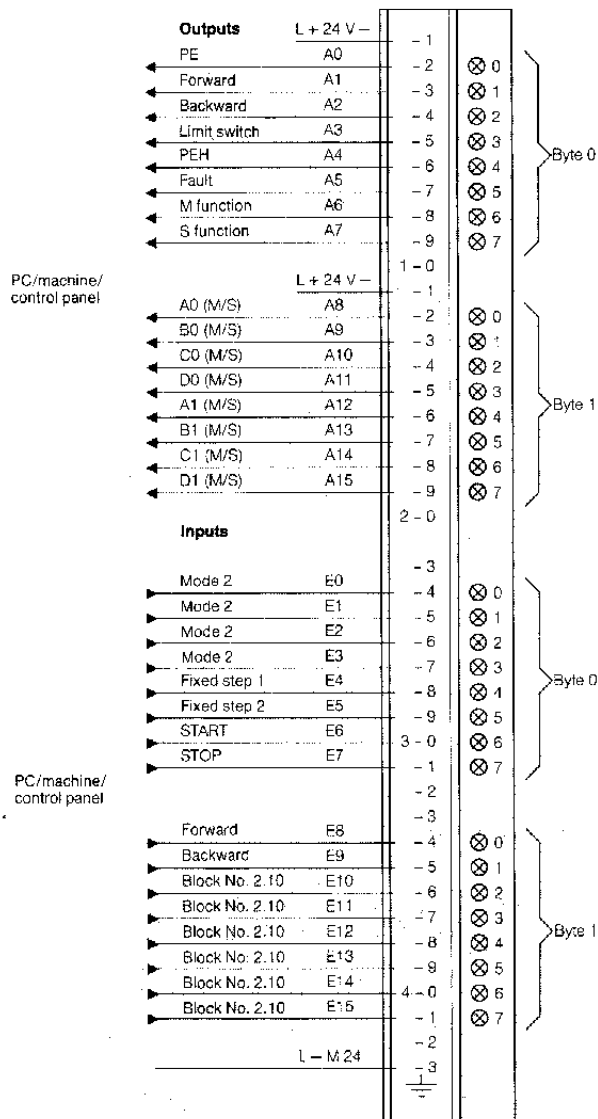 Outputs L + 24 V –
- 1
PE A0 - 2 0
Forward A1 - 3 1
Backward A2 - 4 2
Limit switch A3 - 5 3
PEH A4 - 6 4
Fault A5 - 7 5
M function A6 - 8 6
S function A7 - 9 7
Byte 0
1 - 0
PC/machine/
control panel
L + 24 V –
- 1
A0 (M/S) A8 - 2 0
B0 (M/S) A9 - 3 1
C0 (M/S) A10 - 4 2
D0 (M/S) A11 - 5 3
A1 (M/S) A12 - 6 4
B1 (M/S) A13 - 7 5
C1 (M/S) A14 - 8 6
D1 (M/S) A15 - 9 7
Byte 1
2 - 0
Inputs
- 3
Mode 2 E0 - 4 0
Mode 2 E1 - 5 1
Mode 2 E2 - 6 2
Mode 2 E3 - 7 3
Fixed step 1 E4 - 8 4
Fixed step 2 E5 - 9 5
START E6 3 - 0 6
STOP E7 - 1 7
Byte 0
PC/machine/
control panel
- 2
- 3
Forward E8 - 4 0
Backward E9 - 5 1
Block No. 2.10 E10 - 6 2
Block No. 2.10 E11 - 7 3
Block No. 2.10 E12 - 8 4
Block No. 2.10 E13 - 9 5
Block No. 2.10 E14 4 - 0 6
Block No. 2.10 E15 - 1 7
Byte 1
- 2
L – M 24 - 3